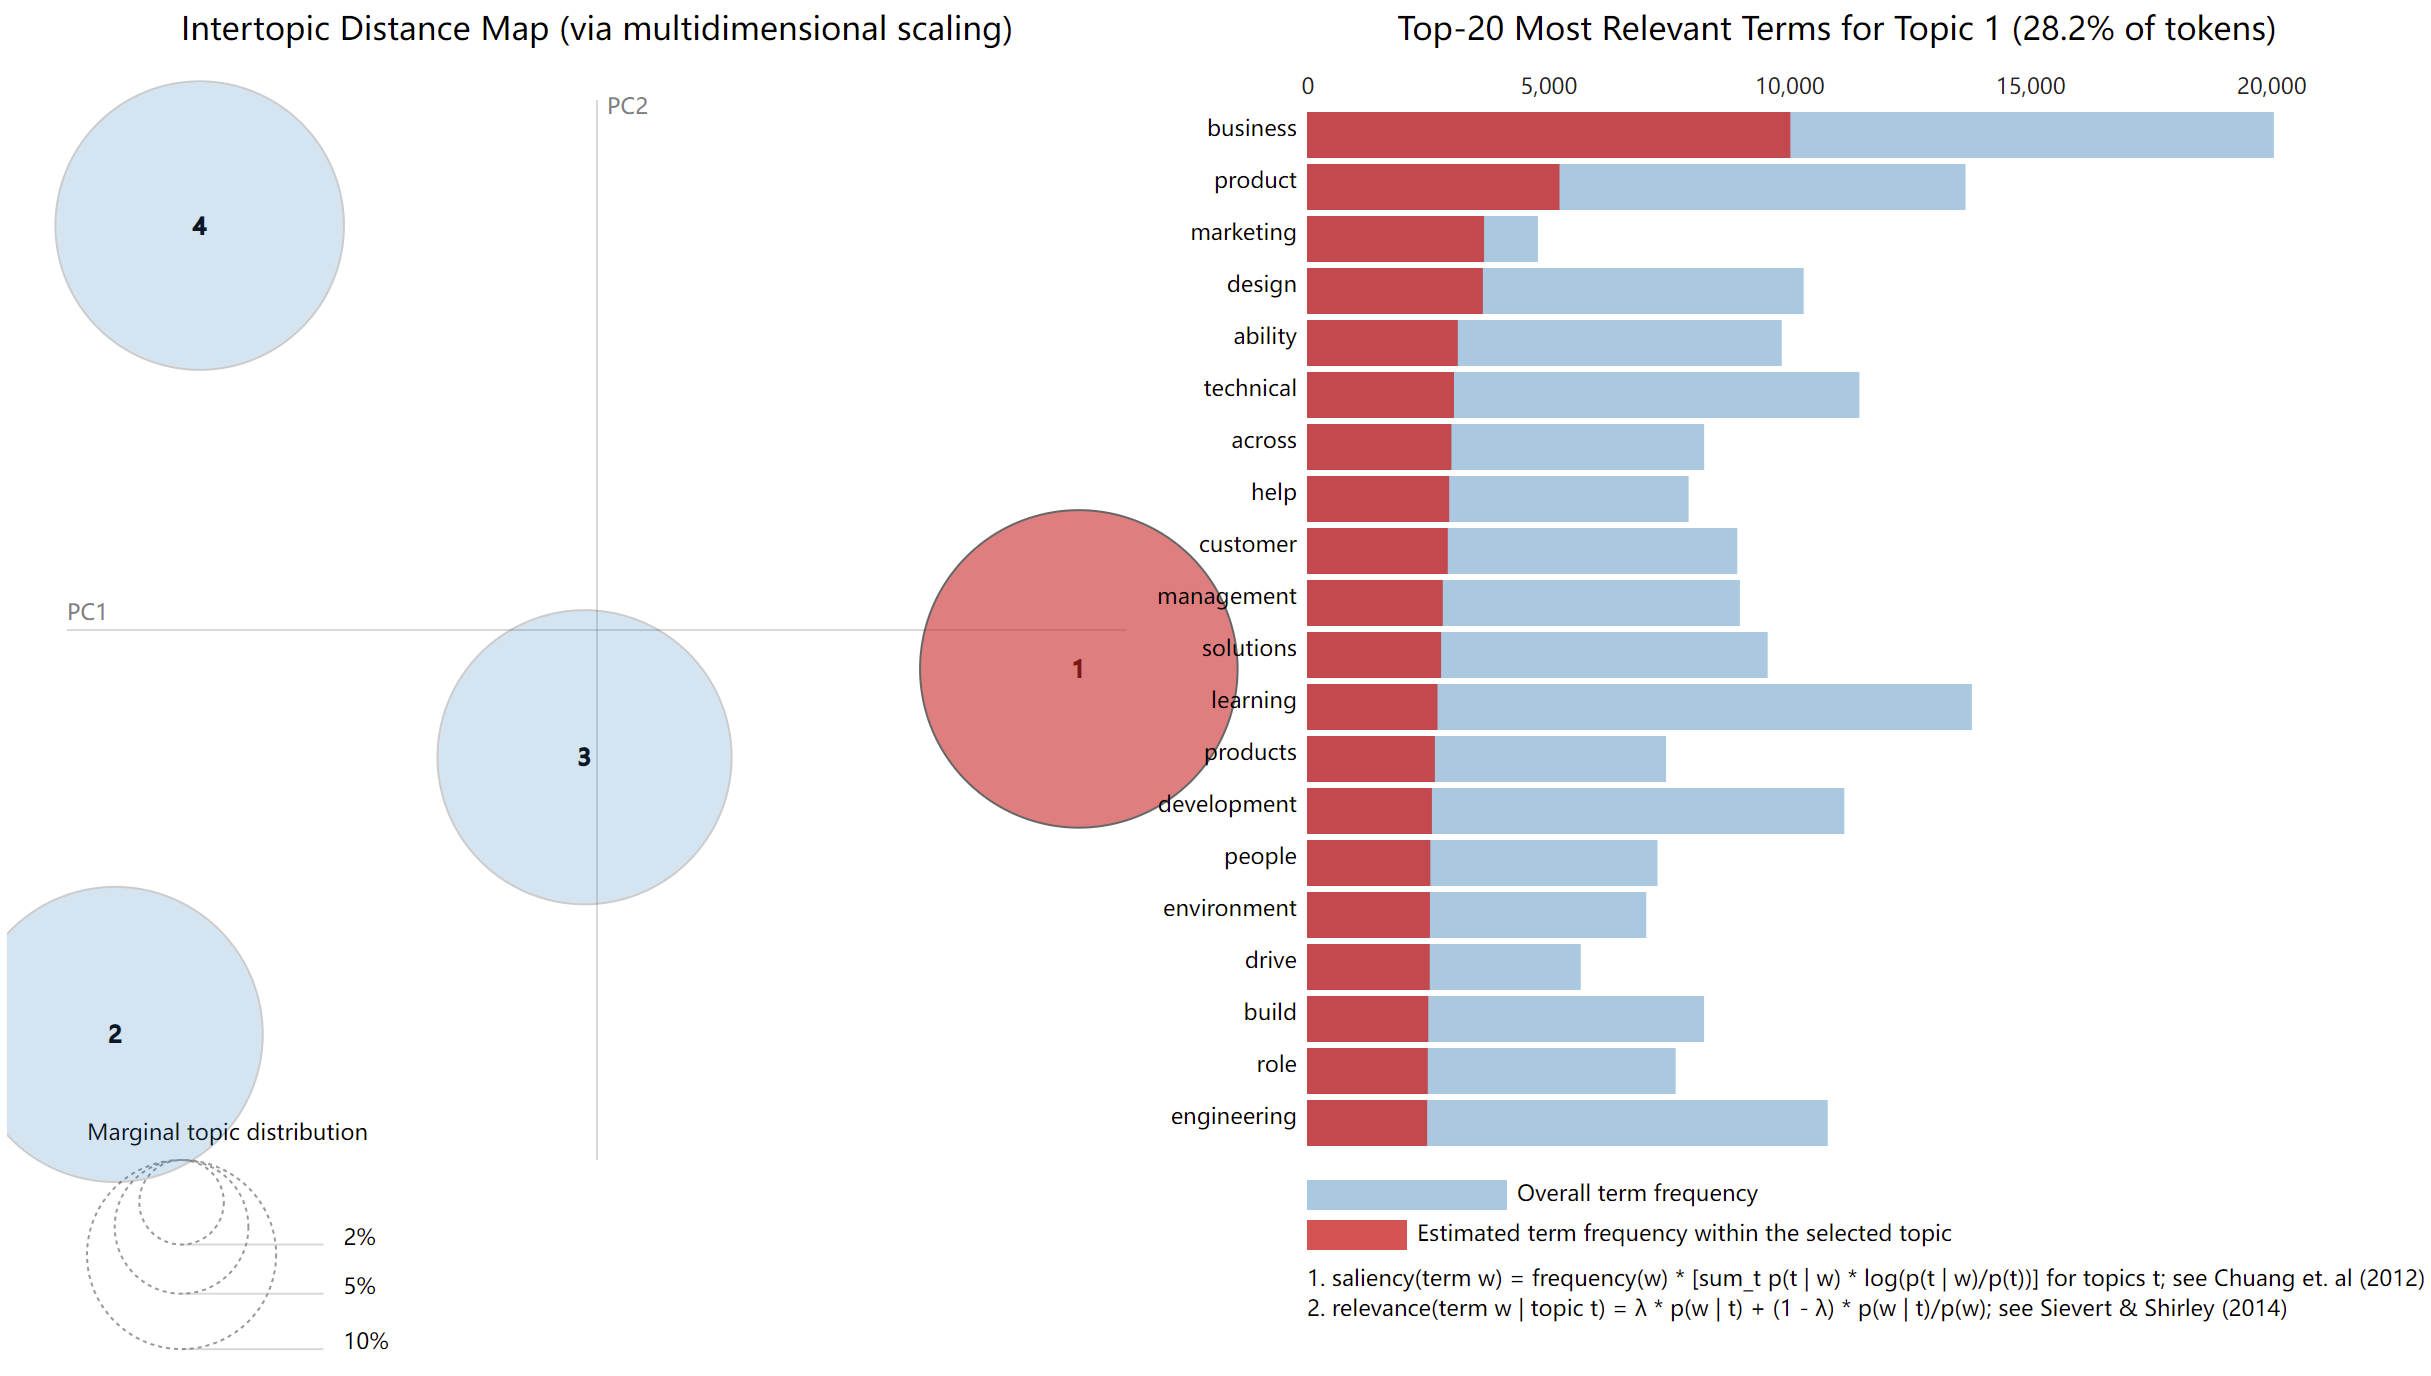 Intertopic Distance Map (via multidimensional scaling)
PC2
4
PC1
1
3
2
Marginal topic distribution
2%
5%
10%
Top-20 Most Relevant Terms for Topic 1 (28.2% of tokens)
0 5,000 10,000 15,000 20,000
business
product
marketing
design
ability
technical
across
help
customer
management
solutions
learning
products
development
people
environment
drive
build
role
engineering
Overall term frequency
Estimated term frequency within the selected topic
1. saliency(term w) = frequency(w) * [sum_t p(t | w) * log(p(t | w)/p(t))] for topics t; see Chuang et. al (2012)
2. relevance(term w | topic t) = λ * p(w | t) + (1 - λ) * p(w | t)/p(w); see Sievert & Shirley (2014)